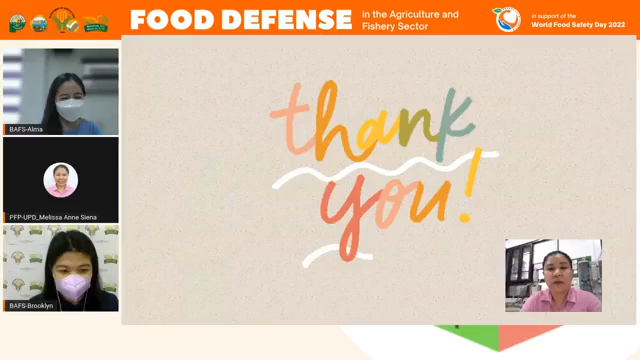 FOOD DEFENSE
in the Agriculture and
Fishery Sector
in support of the
World Food Safety Day 2022
BAFS-Alma
PFP-UPD_Melissa Anne Siena
BAFS-Brooklyn
thank
you!